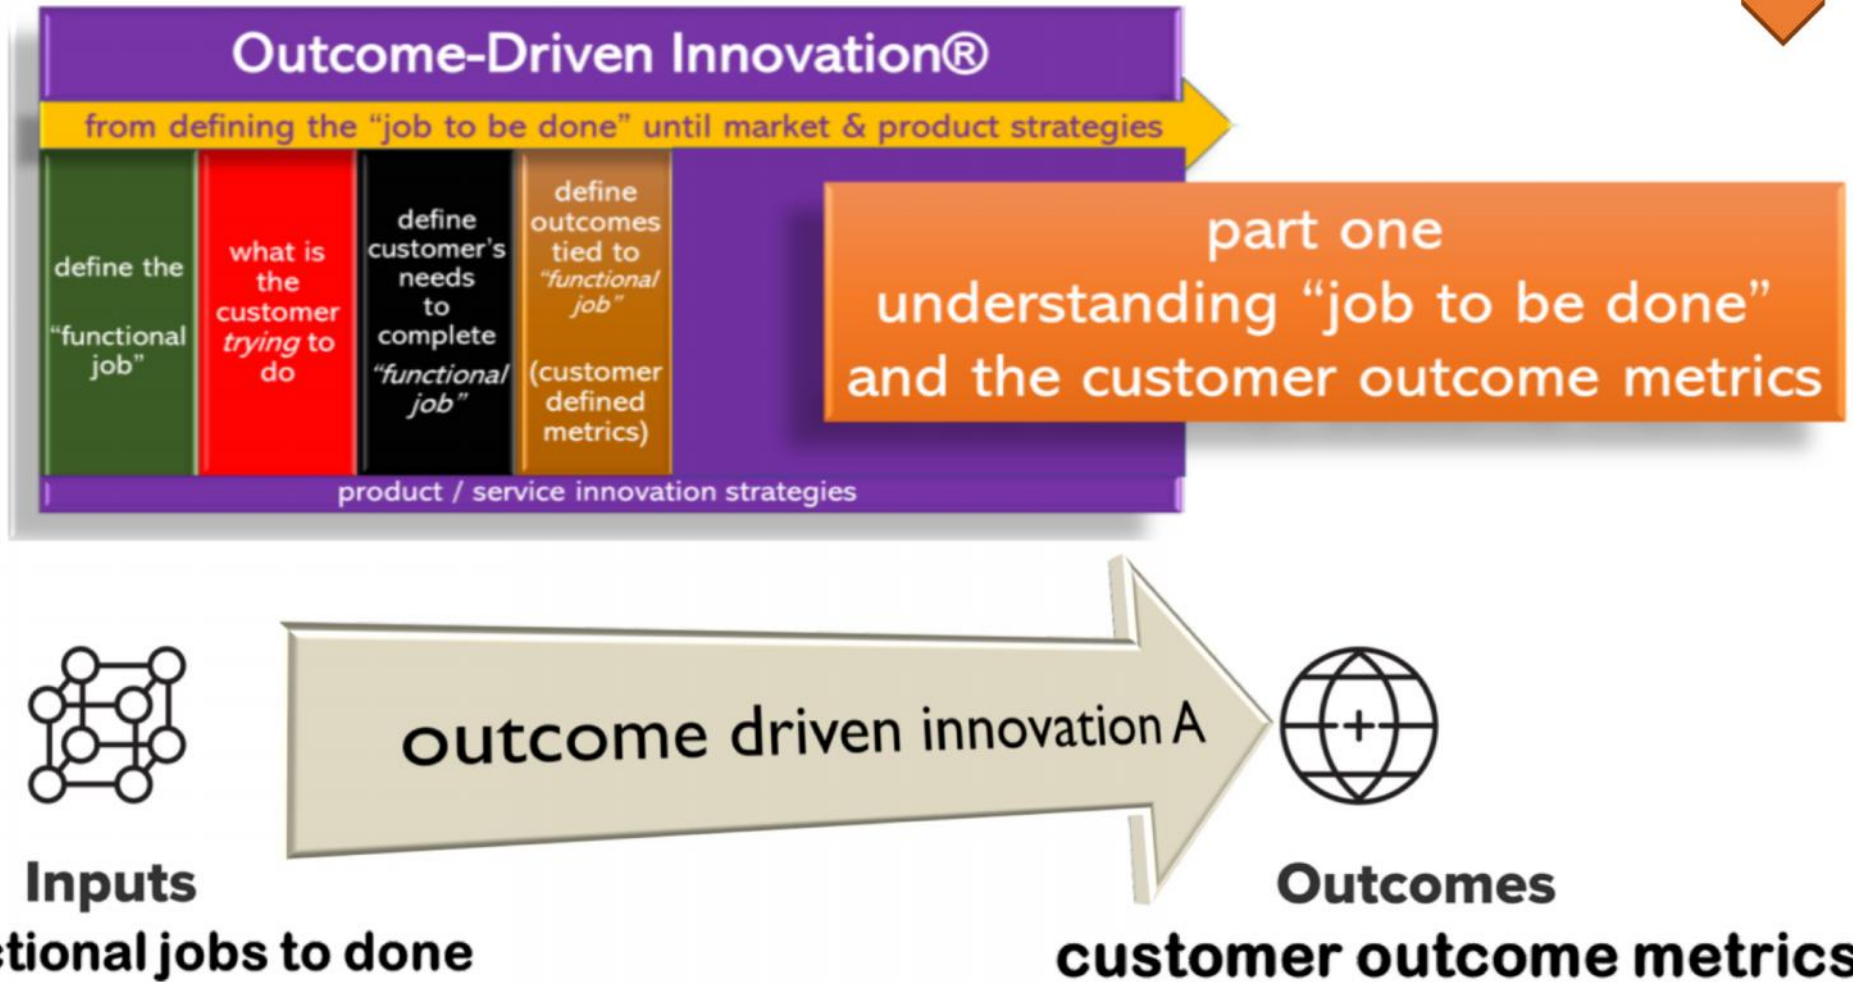 Outcome-Driven Innovation®
from defining the “job to be done” until market & product strategies
define the
“functional
job”
what is
the
customer
trying to
do
define
customer’s
needs
to
complete
“functional
job”
define
outcomes
tied to
“functional
job”
(customer
defined
metrics)
product / service innovation strategies
part one
understanding “job to be done”
and the customer outcome metrics
outcome driven innovation A
Inputs
jobs to done
Outcomes
customer outcome metrics